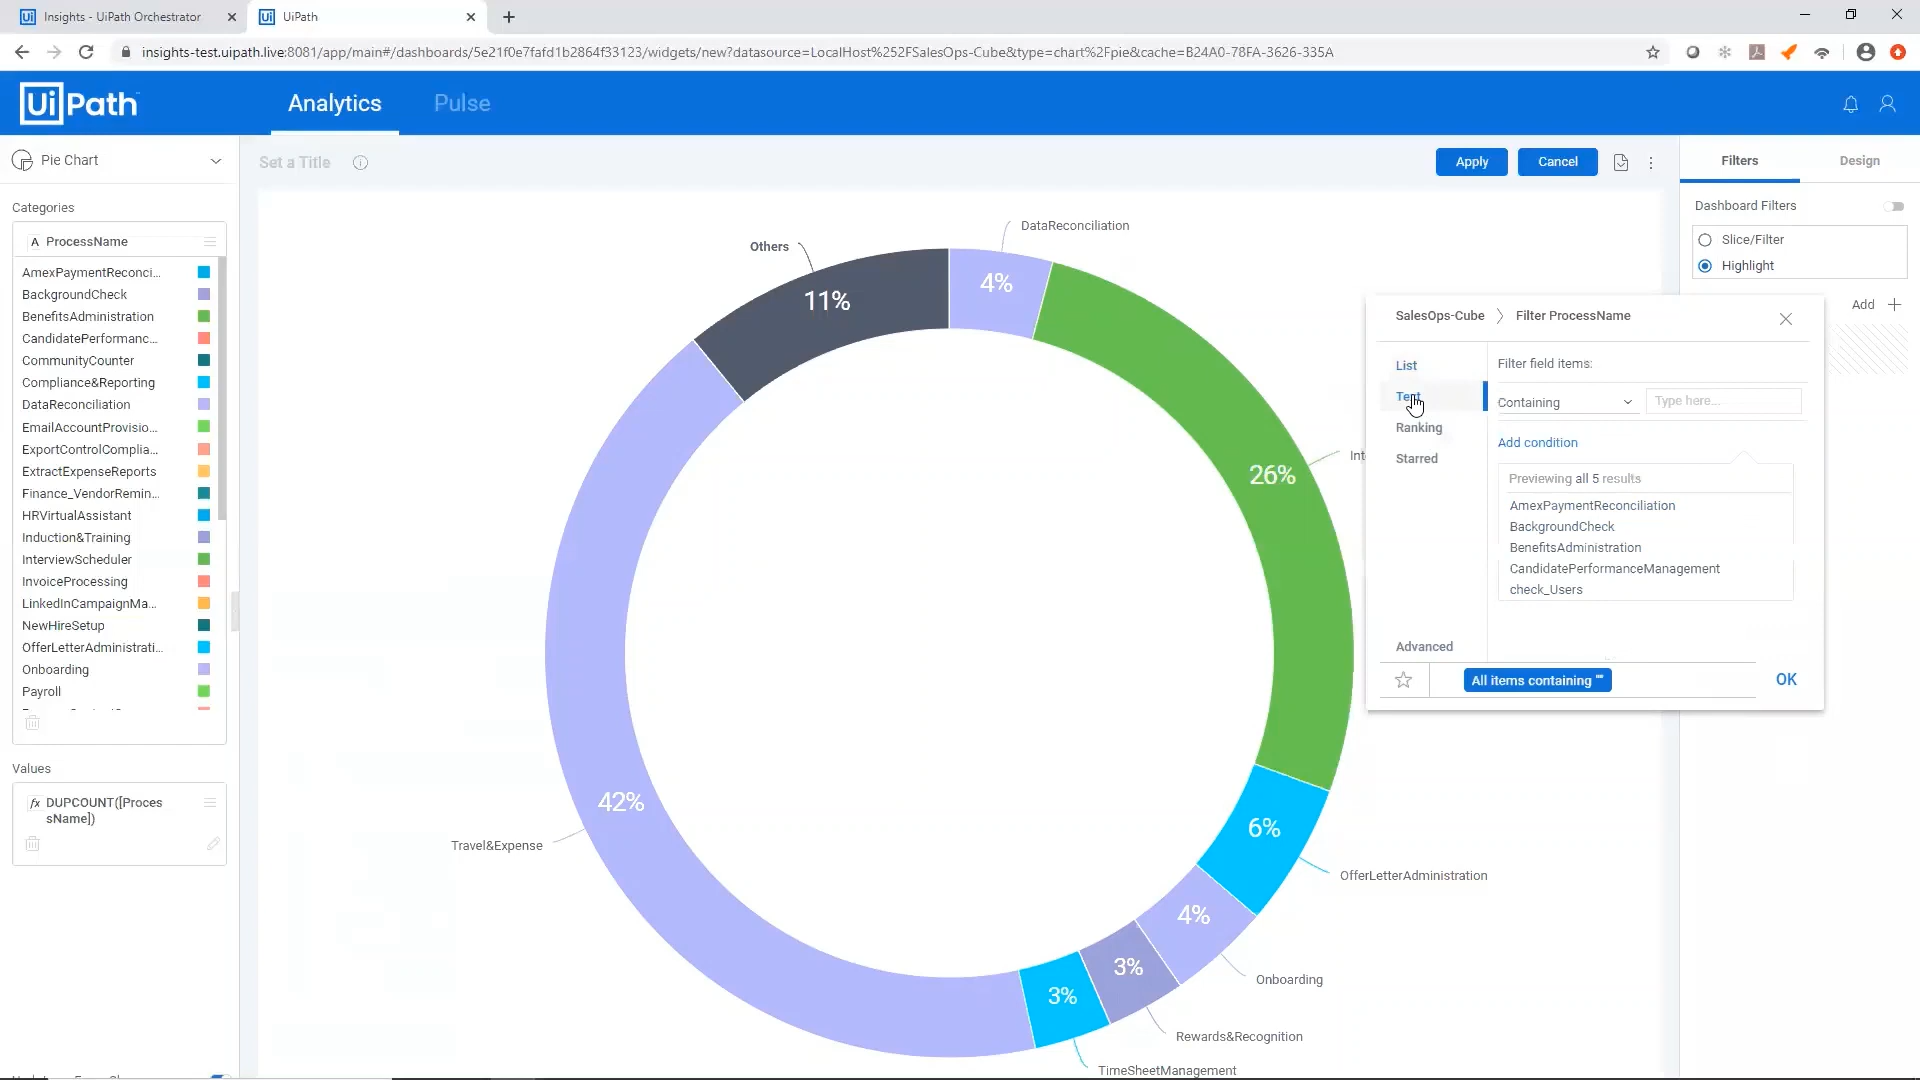 Insights - UiPath Orchestrator
UiPath
insights-test.uipath.live:8081/app/main#/dashboards/5e21f0e7fafd1b2864f33123/widgets/new?datasource=LocalHost%252FSalesOps-Cube&type=chart%2Fpie&cache=B24A0-78FA-3626-335A
UiPath
Analytics
Pulse
Pie Chart
Set a Title
Apply
Cancel
Filters
Design
Categories
A ProcessName
AmexPaymentReconci...
BackgroundCheck
BenefitsAdministration
CandidatePerformanc...
CommunityCounter
Compliance&Reporting
DataReconciliation
EmailAccountProvisio...
ExportControlComplia...
ExtractExpenseReports
Finance_VendorRemin...
HRVirtualAssistant
Induction&Training
InterviewScheduler
InvoiceProcessing
LinkedInCampaignMa...
NewHireSetup
OfferLetterAdministrati...
Onboarding
Payroll
Values
fx DUPCOUNT([Proces
sName])
DataReconciliation
Others
4%
11%
26%
Int
6%
OfferLetterAdministration
4%
Onboarding
3%
Rewards&Recognition
3%
TimeSheetManagement
42%
Travel&Expense
Dashboard Filters
Slice/Filter
Highlight
Add
SalesOps-Cube
Filter ProcessName
List
Text
Ranking
Starred
Advanced
Filter field items:
Containing
Type here...
Add condition
Previewing all 5 results
AmexPaymentReconciliation
BackgroundCheck
BenefitsAdministration
CandidatePerformanceManagement
check_Users
All items containing ""
OK